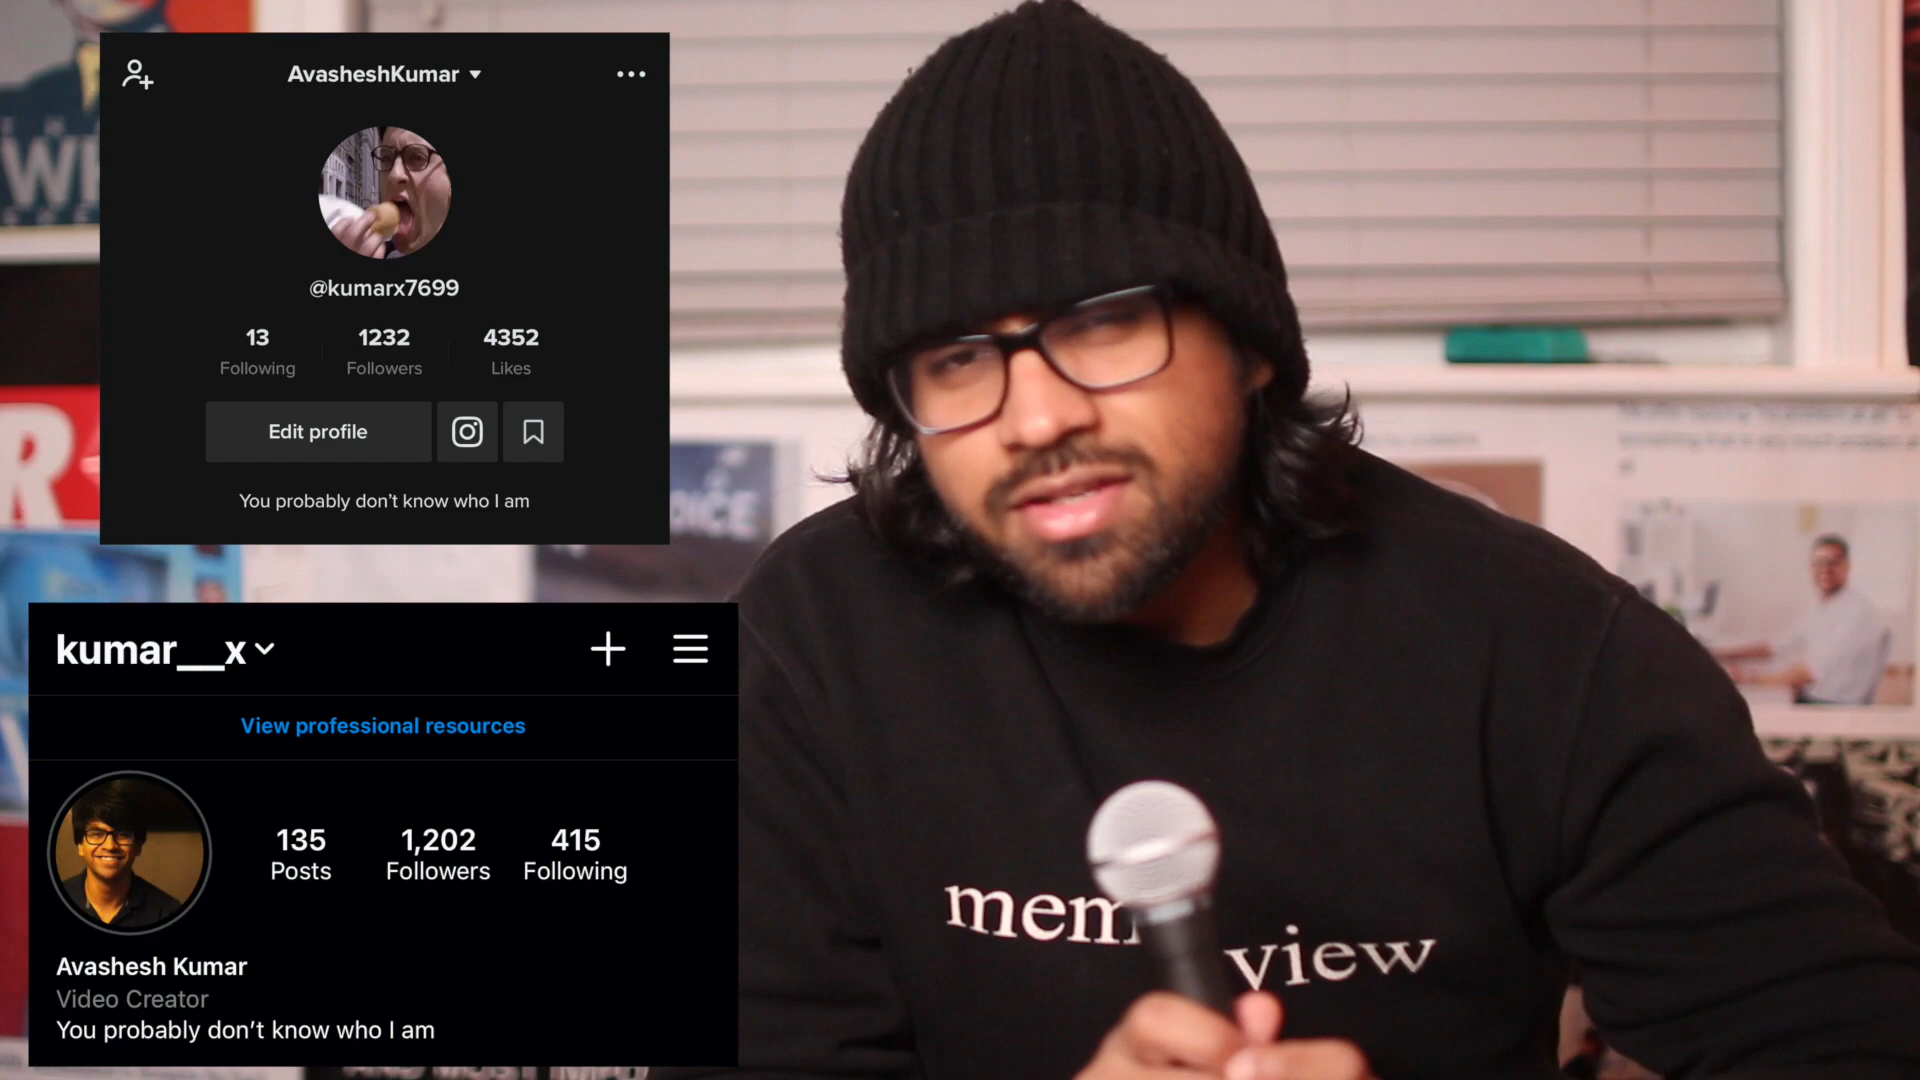 AvasheshKumar
@kumarx7699
13
1232
4352
Following
Followers
Likes
Edit profile
You probably don't know who I am
kumar__x
View professional resources
135
1,202
415
Posts
Followers
Following
Avashesh Kumar
Video Creator
You probably don't know who I am
mem
view